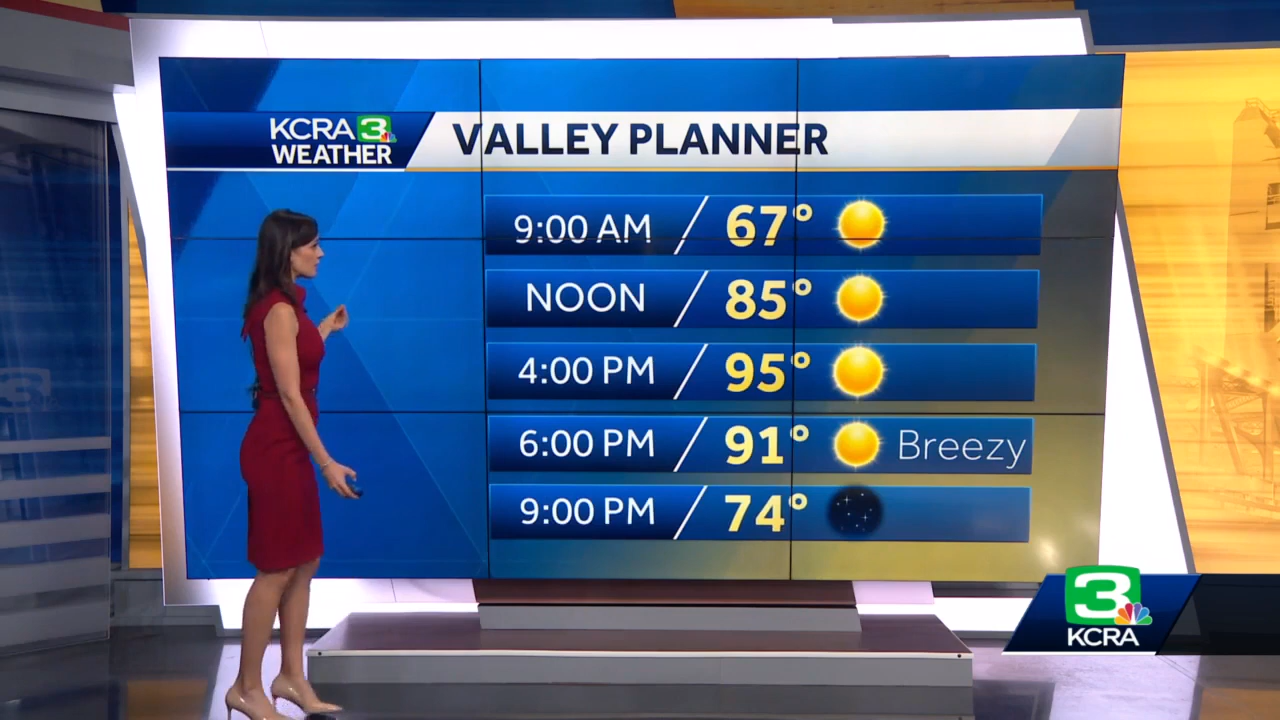 KCRA 3
WEATHER
VALLEY PLANNER
9:00 AM / 67°
NOON / 85°
4:00 PM / 95°
6:00 PM / 91° Breezy
9:00 PM / 74°
3
3
KCRA